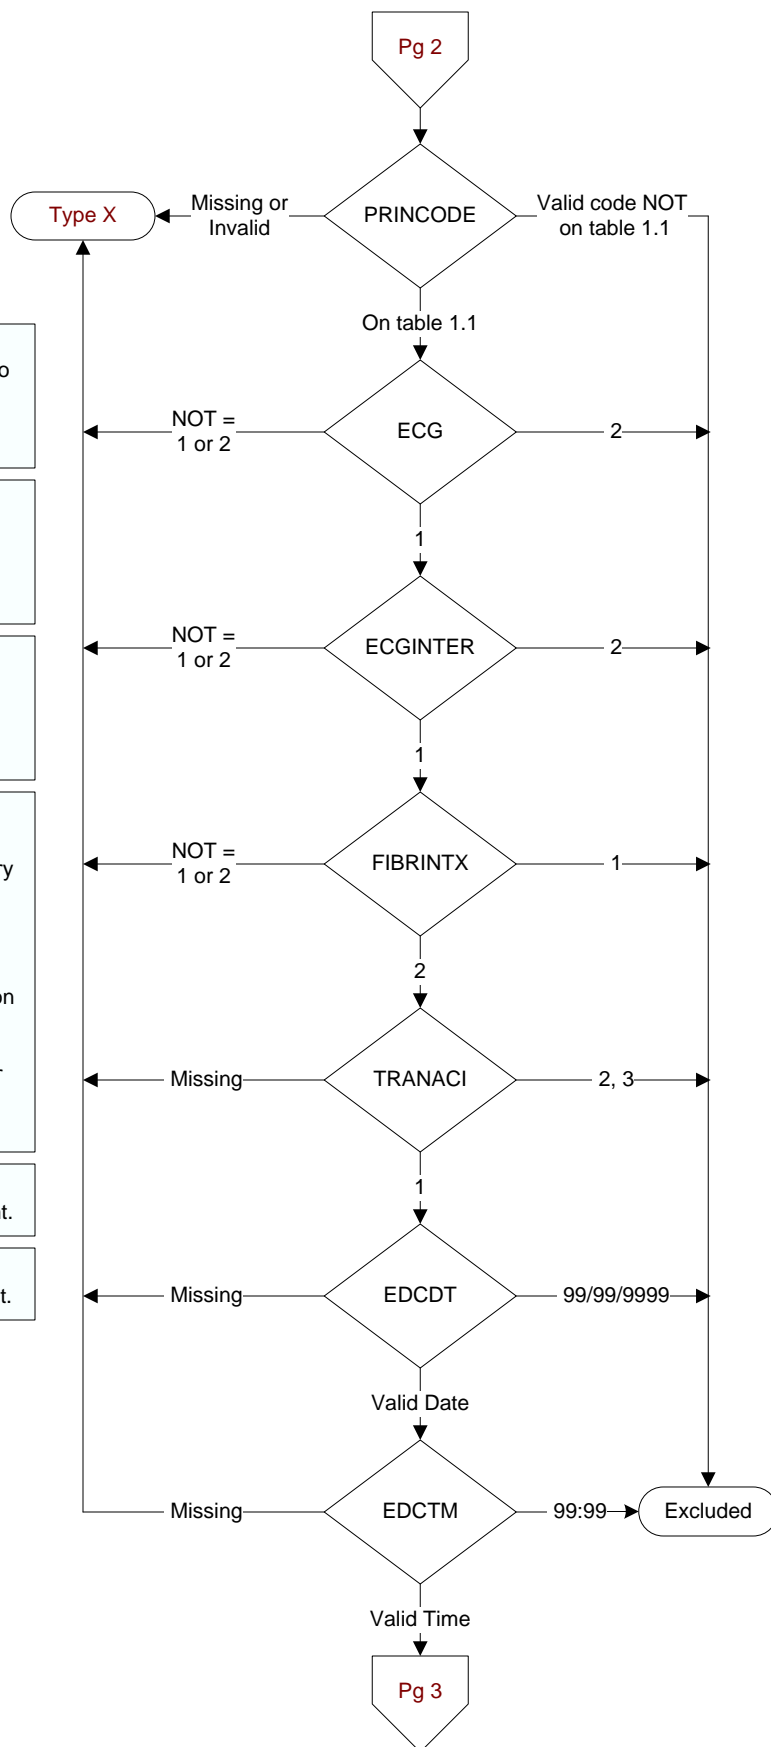 Pg 2
Type X
Missing or
Invalid
PRINCODE
Valid code NOT
on table 1.1
On table 1.1
NOT =
1 or 2
ECG
2
1
NOT =
1 or 2
ECGINTER
2
1
NOT =
1 or 2
FIBRINTX
1
2
Missing
TRANACI
2, 3
1
Missing
EDCDT
99/99/9999
Valid Date
Missing
EDCTM
99:99
Excluded
Valid Time
Pg 3